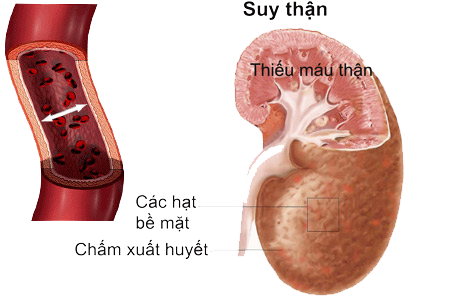 Suy thận
Thiếu máu thận
Các hạt
bề mặt
Chấm xuất huyết